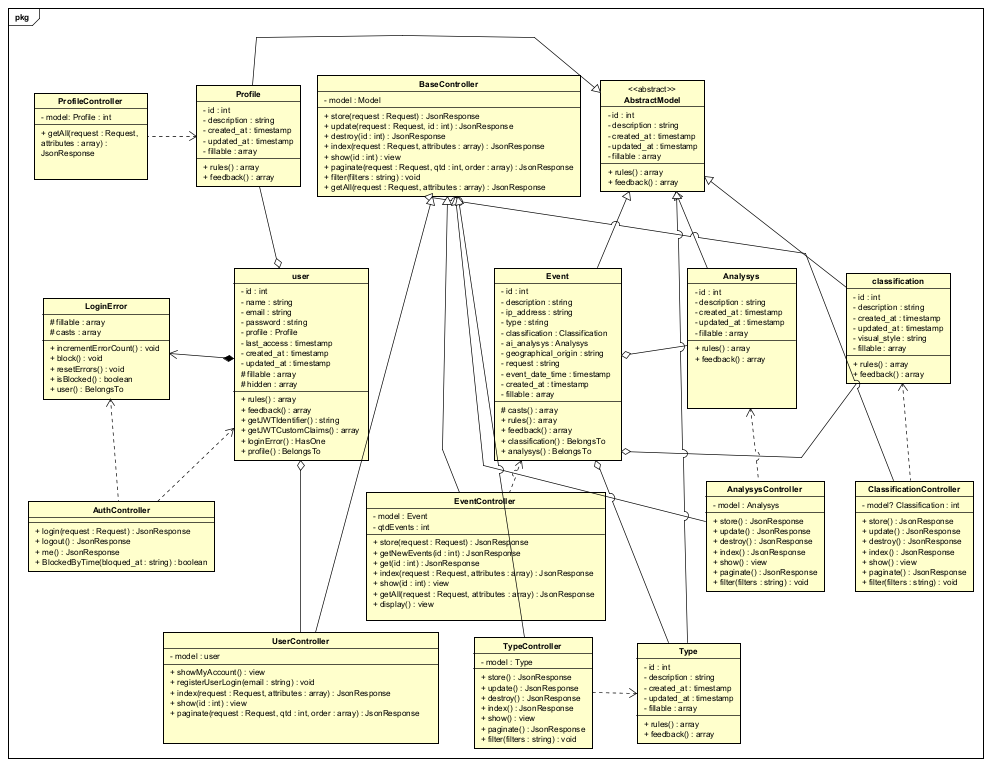 pkg
ProfileController
- model: Profile : int
+ getAll(request : Request,
attributes : array) :
JsonResponse
Profile
- id : int
- description : string
- created_at : timestamp
- updated_at : timestamp
- fillable : array
+ rules() : array
+ feedback() : array
BaseController
- model : Model
+ store(request : Request) : JsonResponse
+ update(request : Request, id : int) : JsonResponse
+ destroy(id : int) : JsonResponse
+ index(request : Request, attributes : array) : JsonResponse
+ show(id : int) : view
+ paginate(request : Request, qtd : int, order : array) : JsonResponse
+ filter(filters : string) : void
+ getAll(request : Request, attributes : array) : JsonResponse
<<abstract>>
AbstractModel
- id : int
- description : string
- created_at : timestamp
- updated_at : timestamp
- fillable : array
+ rules() : array
+ feedback() : array
LoginError
# fillable : array
# casts : array
+ incrementErrorCount() : void
+ block() : void
+ resetErrors() : void
+ isBlocked() : boolean
+ user() : BelongsTo
user
- id : int
- name : string
- email : string
- password : string
- profile : Profile
- last_access : timestamp
- created_at : timestamp
- updated_at : timestamp
# fillable : array
# hidden : array
+ rules() : array
+ feedback() : array
+ getJWTIdentifier() : string
+ getJWTCustomClaims() : array
+ loginError() : HasOne
+ profile() : BelongsTo
Event
- id : int
- description : string
- ip_address : string
- type : string
- classification : Classification
- ai_analysys : Analysys
- geographical_origin : string
- request : string
- event_date_time : timestamp
- created_at : timestamp
- fillable : array
# casts() : array
+ rules() : array
+ feedback() : array
+ classification() : BelongsTo
+ analysys() : BelongsTo
Analysys
- id : int
- description : string
- created_at : timestamp
- updated_at : timestamp
- fillable : array
+ rules() : array
+ feedback() : array
classification
- id : int
- description : string
- created_at : timestamp
- updated_at : timestamp
- visual_style : string
- fillable : array
+ rules() : array
+ feedback() : array
AuthController
+ login(request : Request) : JsonResponse
+ logout() : JsonResponse
+ me() : JsonResponse
+ BlockedByTime(bloqued_at : string) : boolean
EventController
- model : Event
- qtdEvents : int
+ store(request : Request) : JsonResponse
+ getNewEvents(id : int) : JsonResponse
+ get(id : int) : JsonResponse
+ index(request : Request, attributes : array) : JsonResponse
+ show(id : int) : view
+ getAll(request : Request, attributes : array) : JsonResponse
+ display() : view
AnalysysController
- model : Analysys
+ store() : JsonResponse
+ update() : JsonResponse
+ destroy() : JsonResponse
+ index() : JsonResponse
+ show() : view
+ paginate() : JsonResponse
+ filter(filters : string) : void
ClassificationController
- model? Classification : int
+ store() : JsonResponse
+ update() : JsonResponse
+ destroy() : JsonResponse
+ index() : JsonResponse
+ show() : view
+ paginate() : JsonResponse
+ filter(filters : string) : void
UserController
- model : user
+ showMyAccount() : view
+ registerUserLogin(email : string) : void
+ index(request : Request, attributes : array) : JsonResponse
+ show(id : int) : view
+ paginate(request : Request, qtd : int, order : array) : JsonResponse
TypeController
- model : Type
+ store() : JsonResponse
+ update() : JsonResponse
+ destroy() : JsonResponse
+ index() : JsonResponse
+ show() : view
+ paginate() : JsonResponse
+ filter(filters : string) : void
Type
- id : int
- description : string
- created_at : timestamp
- updated_at : timestamp
- fillable : array
+ rules() : array
+ feedback() : array